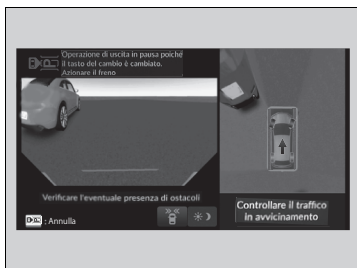 Operazione di uscita in pausa poiché
il tasto del cambio è cambiato.
Azionare il freno
Verificare l'eventuale presenza di ostacoli
: Annulla
Controllare il traffico
in avvicinamento